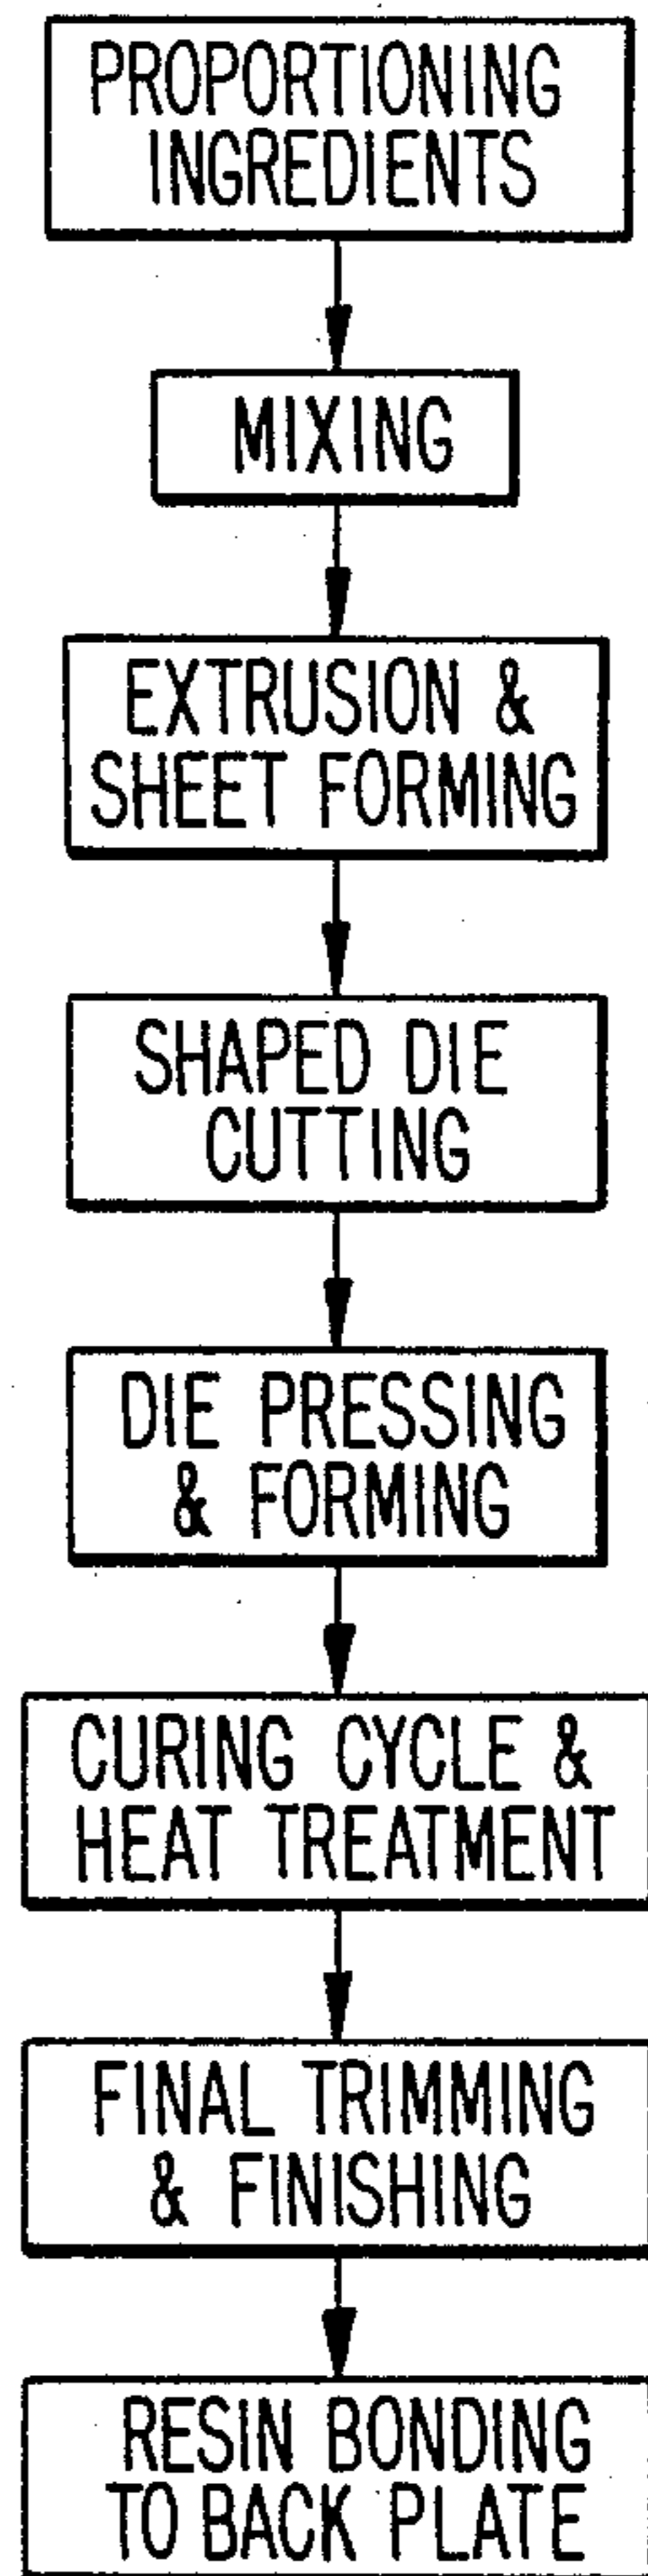 PROPORTIONING
INGREDIENTS
MIXING
EXTRUSION &
SHEET FORMING
SHAPED DIE
CUTTING
DIE PRESSING
& FORMING
CURING CYCLE &
HEAT TREATMENT
FINAL TRIMMING
& FINISHING
RESIN BONDING
TO BACK PLATE